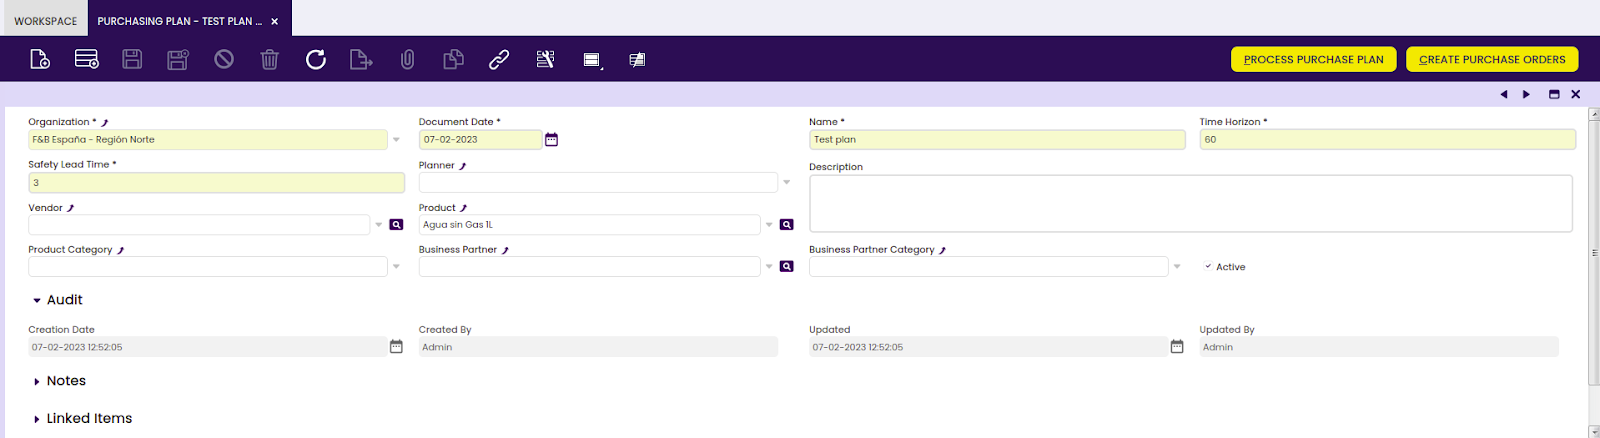 WORKSPACE
PURCHASING PLAN - TEST PLAN ... ×
PROCESS PURCHASE PLAN
CREATE PURCHASE ORDERS
Organization *
Document Date *
Name *
Time Horizon *
F&B España - Región Norte
07-02-2023
Test plan
60
Safety Lead Time *
Planner
Description
3
Vendor
Product
Agua sin Gas 1L
Product Category
Business Partner
Business Partner Category
Active
Audit
Creation Date
Created By
Updated
Updated By
07-02-2023 12:52:05
Admin
07-02-2023 12:52:05
Admin
Notes
Linked Items